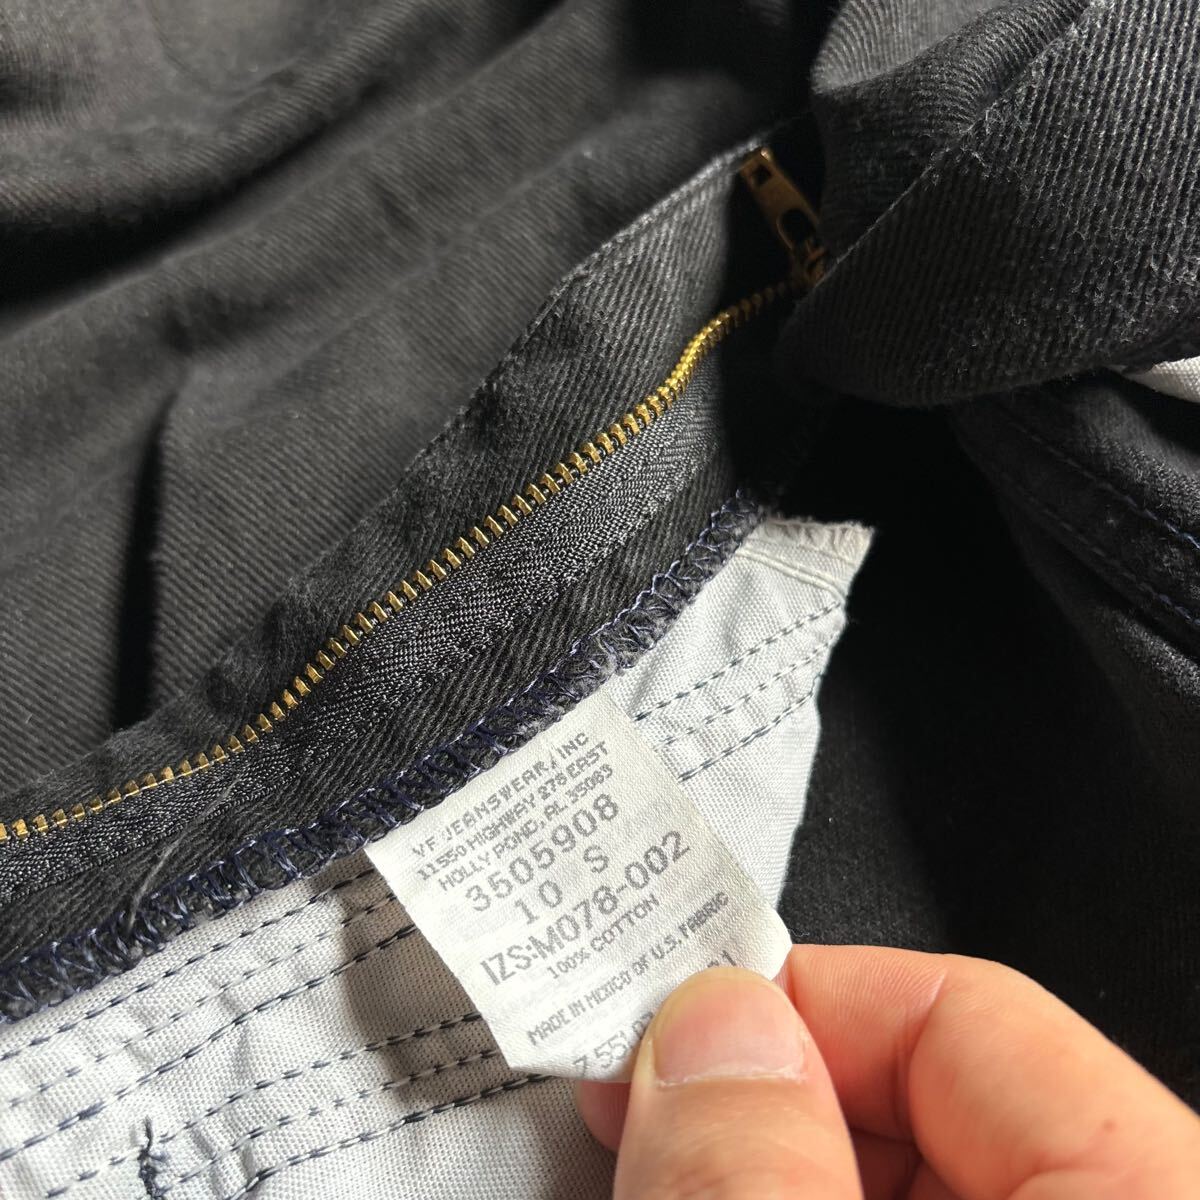 VF JEANSWEAR, INC
11550 HIGHWAY 278 EAST
HOLLY POND, AL 35083
3505908
10 S
IZS:M078-002
100% COTTON
MADE IN MEXICO OF U.S. FABRIC